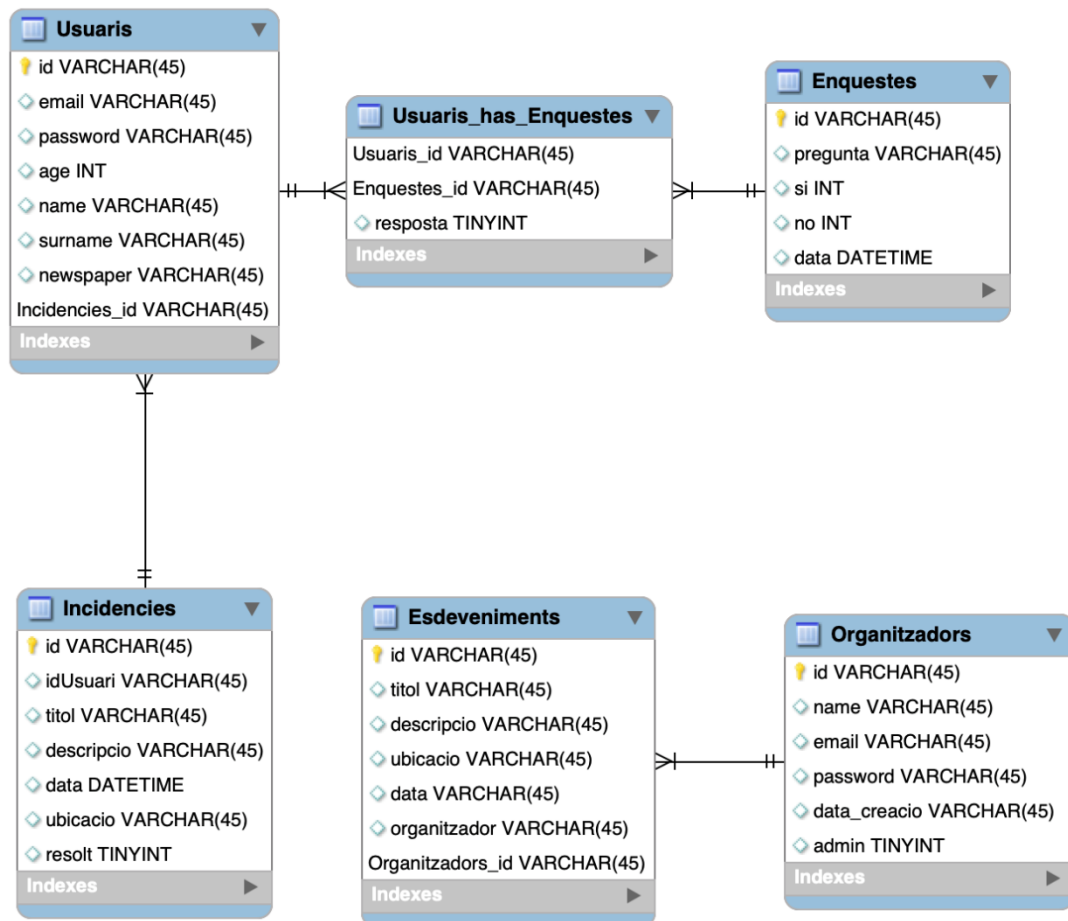 Usuaris
id VARCHAR(45)
email VARCHAR(45)
password VARCHAR(45)
age INT
name VARCHAR(45)
surname VARCHAR(45)
newspaper VARCHAR(45)
Incidencies_id VARCHAR(45)
Indexes
Usuaris_has_Enquestes
Usuaris_id VARCHAR(45)
Enquestes_id VARCHAR(45)
resposta TINYINT
Indexes
Enquestes
id VARCHAR(45)
pregunta VARCHAR(45)
si INT
no INT
data DATETIME
Indexes
Incidencies
id VARCHAR(45)
idUsuari VARCHAR(45)
titol VARCHAR(45)
descripcio VARCHAR(45)
data DATETIME
ubicacio VARCHAR(45)
resolt TINYINT
Indexes
Esdeveniments
id VARCHAR(45)
titol VARCHAR(45)
descripcio VARCHAR(45)
ubicacio VARCHAR(45)
data VARCHAR(45)
organitzador VARCHAR(45)
Organitzadors_id VARCHAR(45)
Indexes
Organitzadors
id VARCHAR(45)
name VARCHAR(45)
email VARCHAR(45)
password VARCHAR(45)
data_creacio VARCHAR(45)
admin TINYINT
Indexes